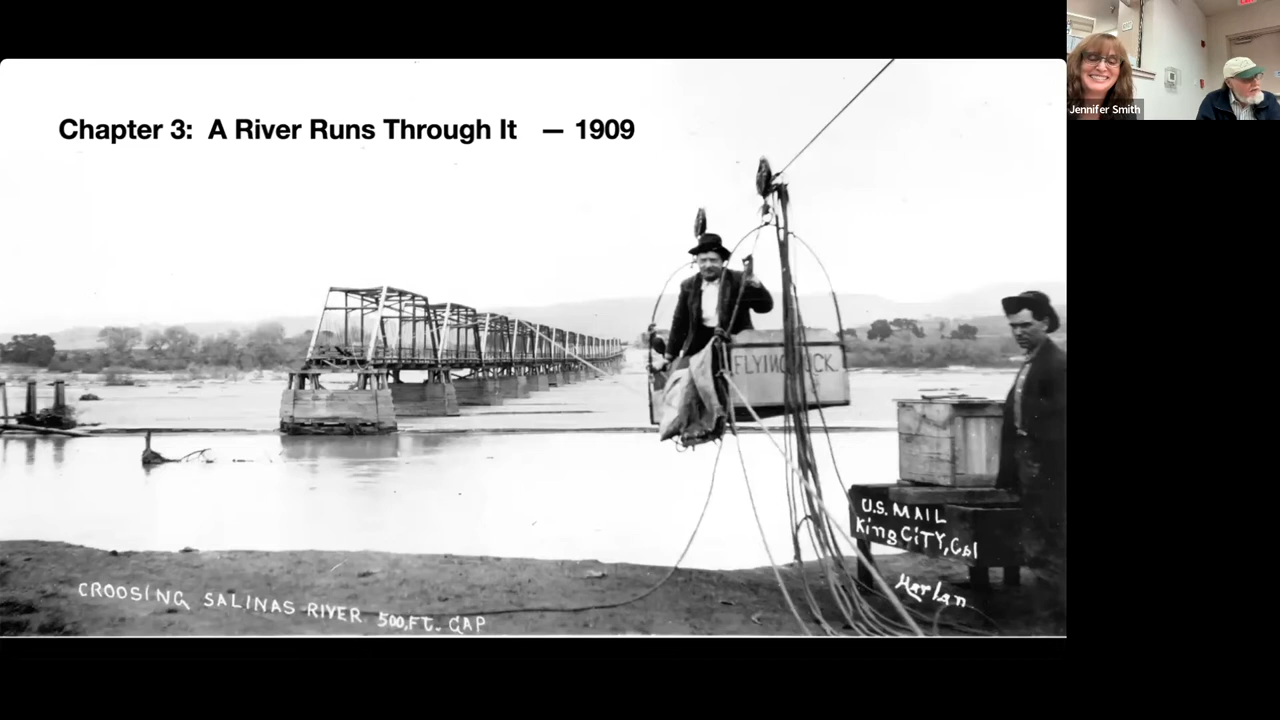 Chapter 3: A River Runs Through It — 1909
Jennifer Smith
FLYING
U.S. MAIL
King CiTY, Cal
Harlan
CROOSING SALINAS RIVER 500,FT. GAP